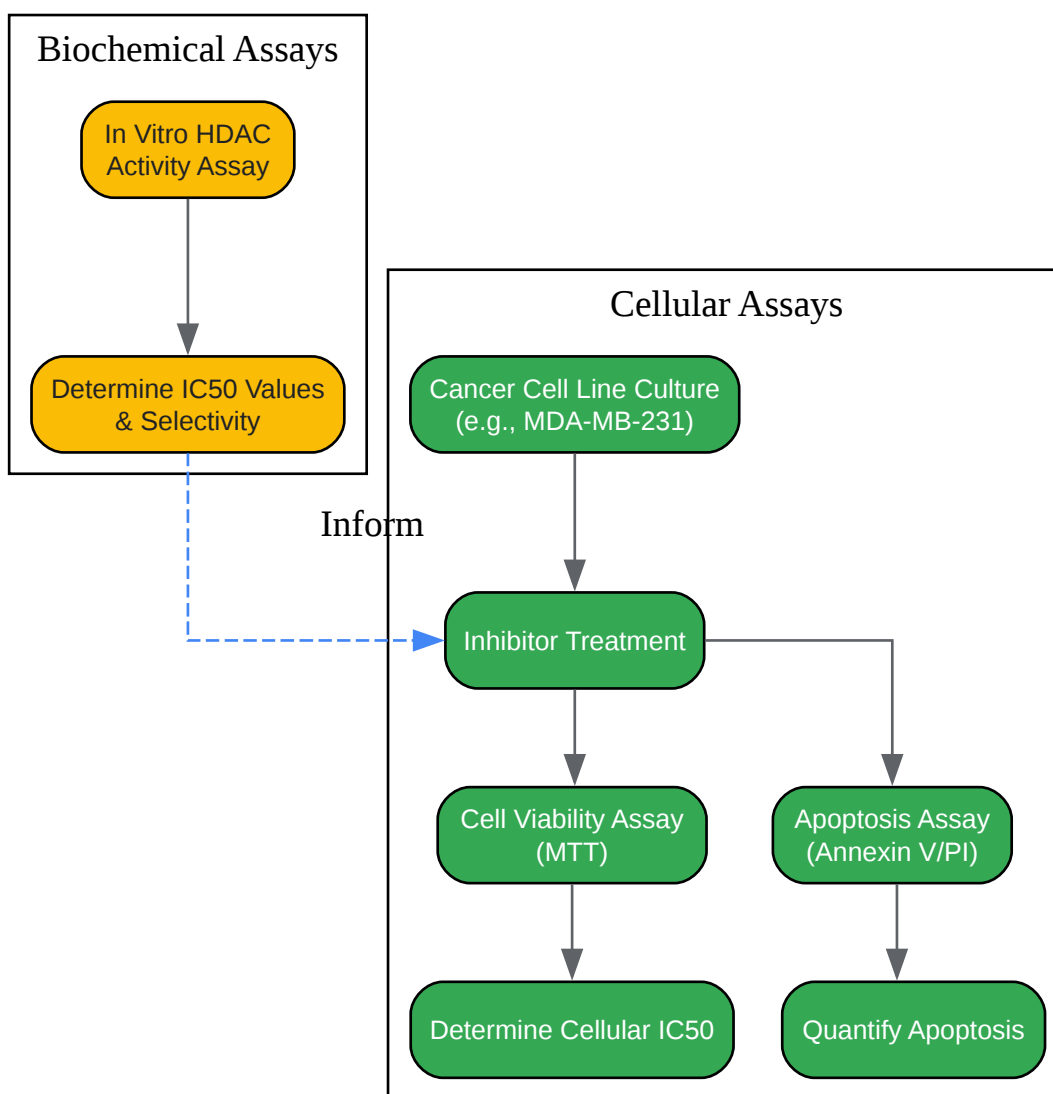 Biochemical Assays
In Vitro HDAC
Activity Assay
Determine IC50 Values
& Selectivity
Inform
Cellular Assays
Cancer Cell Line Culture
(e.g., MDA-MB-231)
Inhibitor Treatment
Cell Viability Assay
(MTT)
Apoptosis Assay
(Annexin V/PI)
Determine Cellular IC50
Quantify Apoptosis